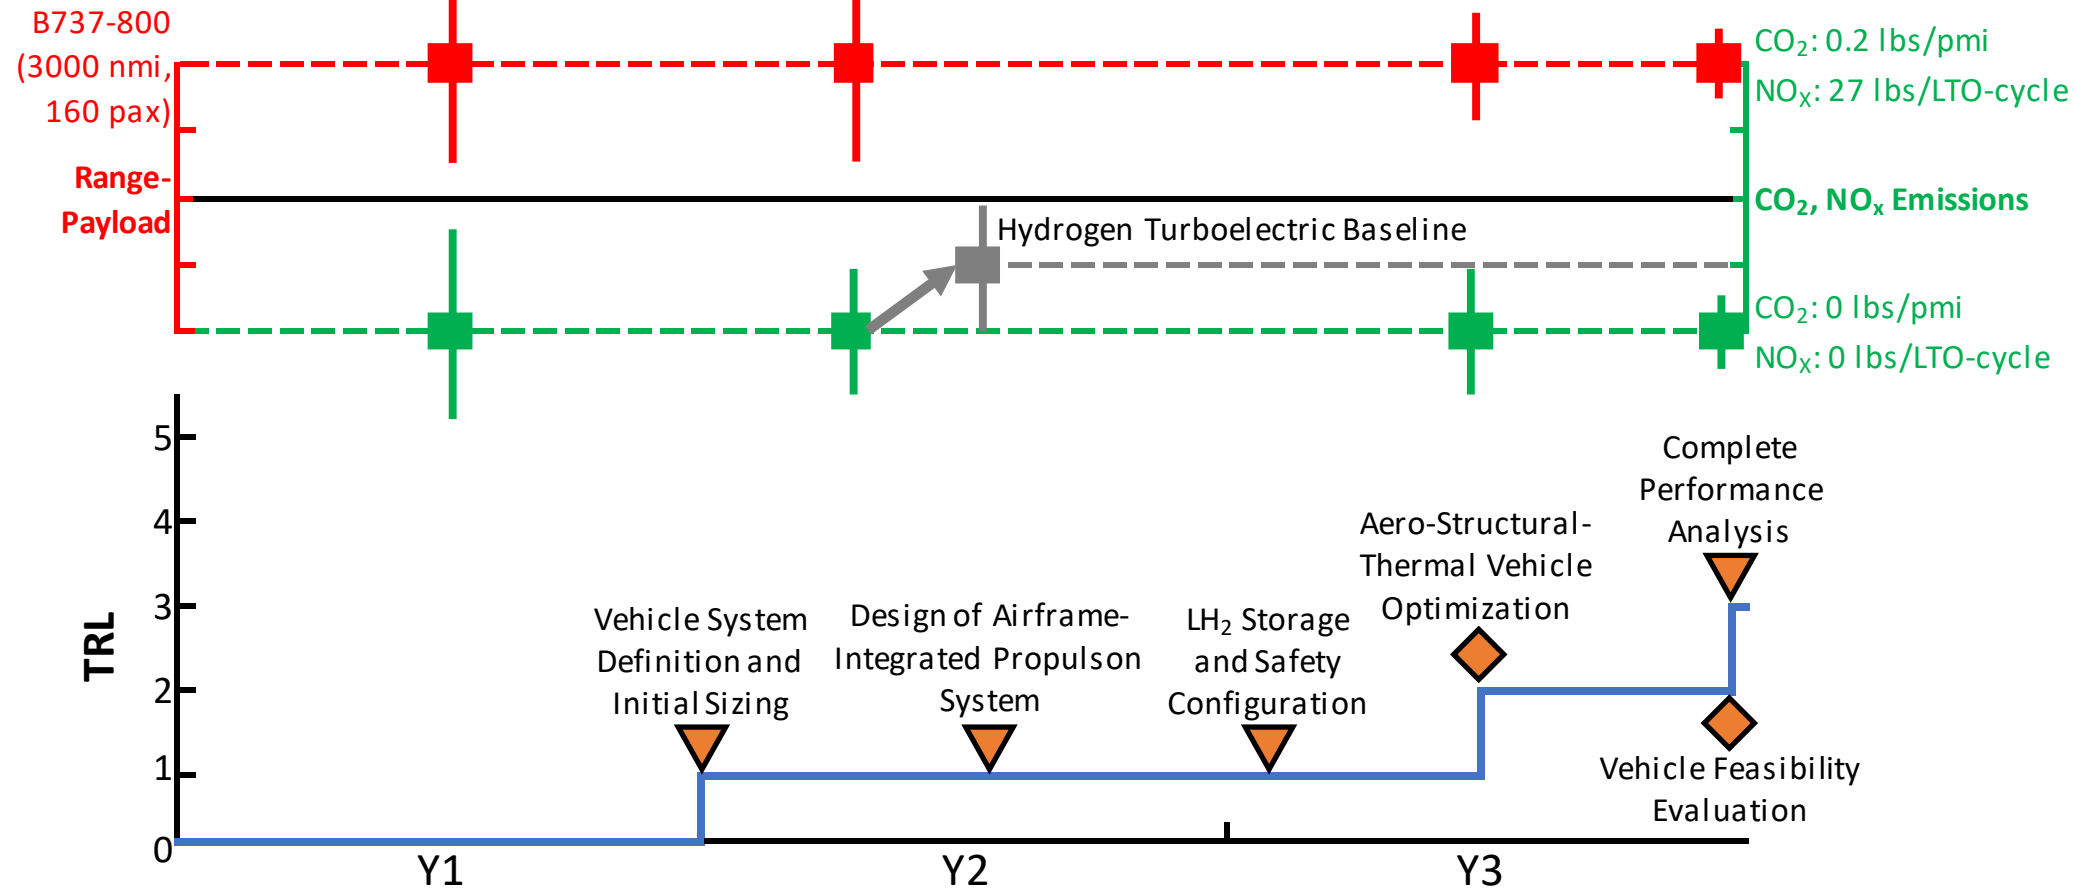 B737-800
(3000 nmi,
160 pax)
Range-
Payload
CO₂: 0.2 lbs/pmi
NOₓ: 27 lbs/LTO-cycle
CO₂, NOₓ Emissions
Hydrogen Turboelectric Baseline
CO₂: 0 lbs/pmi
NOₓ: 0 lbs/LTO-cycle
TRL
5
4
3
2
1
0
Vehicle System
Definition and
Initial Sizing
Design of Airframe-
Integrated Propulson
System
LH₂ Storage
and Safety
Configuration
Aero-Structural-
Thermal Vehicle
Optimization
Complete
Performance
Analysis
Vehicle Feasibility
Evaluation
Y1
Y2
Y3